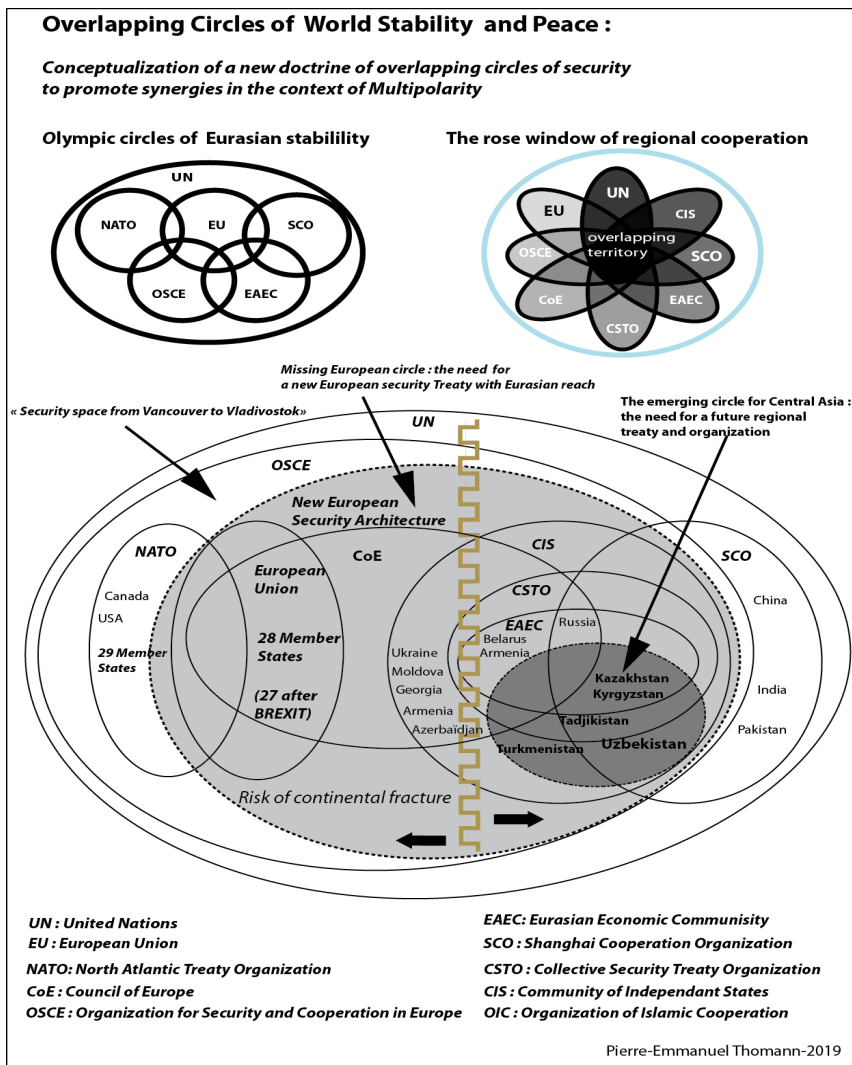 Overlapping Circles of World Stability and Peace :
Conceptualization of a new doctrine of overlapping circles of security
to promote synergies in the context of Multipolarity
Olympic circles of Eurasian stabilility
The rose window of regional cooperation
UN
NATO
EU
SCO
OSCE
EAEC
UN
EU
CIS
OSCE
overlapping
territory
SCO
CoE
EAEC
CSTO
Missing European circle : the need for
a new European security Treaty with Eurasian reach
« Security space from Vancouver to Vladivostok»
The emerging circle for Central Asia :
the need for a future regional
treaty and organization
UN
OSCE
New European
Security Architecture
NATO
CoE
CIS
SCO
Canada
USA
29 Member
States
European
Union
28 Member
States
(27 after
BREXIT)
CSTO
EAEC
Russia
Belarus
Armenia
Ukraine
Moldova
Georgia
Armenia
Azerbaïdjan
Kazakhstan
Kyrgyzstan
Tadjikistan
Turkmenistan
Uzbekistan
China
India
Pakistan
Risk of continental fracture
UN : United Nations
EU : European Union
NATO: North Atlantic Treaty Organization
CoE : Council of Europe
OSCE : Organization for Security and Cooperation in Europe
EAEC: Eurasian Economic Communisity
SCO : Shanghai Cooperation Organization
CSTO : Collective Security Treaty Organization
CIS : Community of Independant States
OIC : Organization of Islamic Cooperation
Pierre-Emmanuel Thomann-2019